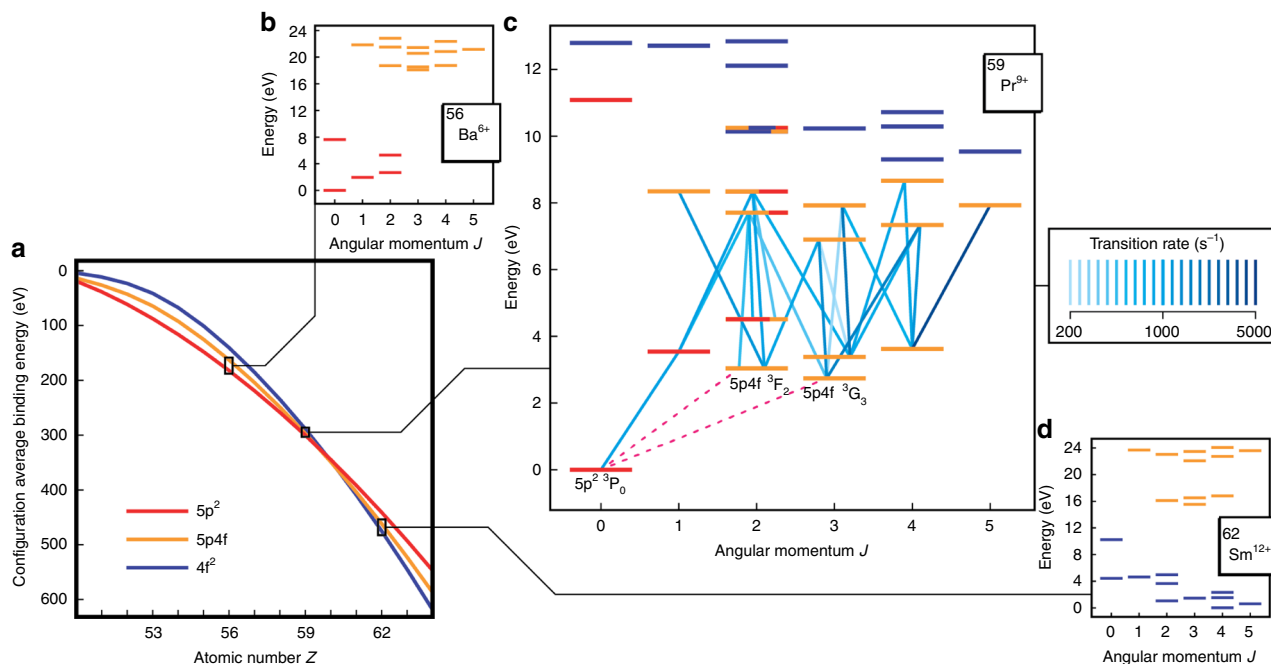 a
0
100
200
300
400
500
600
Configuration average binding energy (eV)
5p²
5p4f
4f²
53
56
59
62
Atomic number Z
b
24
20
16
12
8
4
0
Energy (eV)
56
Ba⁶⁺
0 1 2 3 4 5
Angular momentum J
c
12
10
8
6
4
2
0
Energy (eV)
59
Pr⁹⁺
5p4f ³F₂
5p4f ³G₃
5p² ³P₀
0 1 2 3 4 5
Angular momentum J
Transition rate (s⁻¹)
200 1000 5000
d
24
20
16
12
8
4
0
Energy (eV)
62
Sm¹²⁺
0 1 2 3 4 5
Angular momentum J